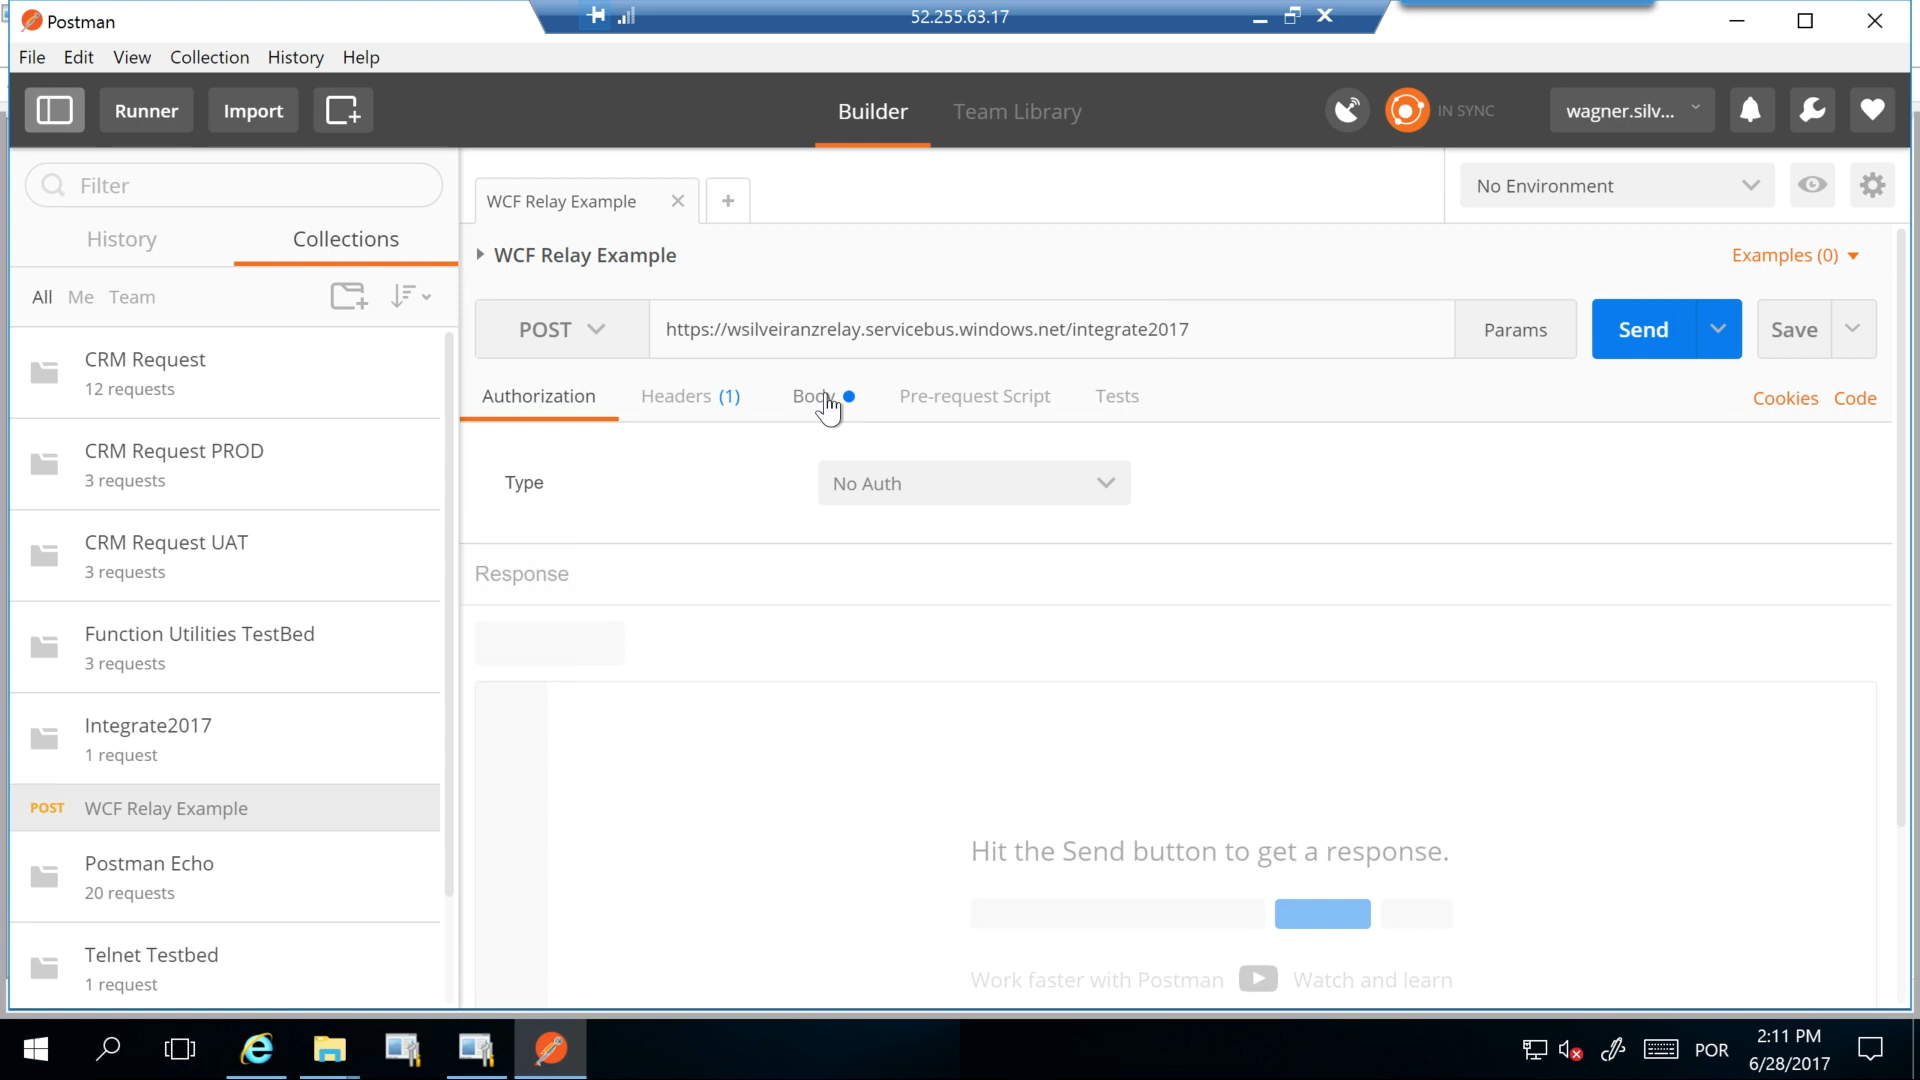 Postman
52.255.63.17
File Edit View Collection History Help
Runner Import Builder Team Library IN SYNC wagner.silv...
Filter
History Collections
All Me Team
CRM Request
12 requests
CRM Request PROD
3 requests
CRM Request UAT
3 requests
Function Utilities TestBed
3 requests
Integrate2017
1 request
POST WCF Relay Example
Postman Echo
20 requests
Telnet Testbed
1 request
WCF Relay Example
No Environment
WCF Relay Example
Examples (0)
POST https://wsilveiranzrelay.servicebus.windows.net/integrate2017 Params Send Save
Authorization Headers (1) Body Pre-request Script Tests Cookies Code
Type No Auth
Response
Hit the Send button to get a response.
Work faster with Postman Watch and learn
POR
2:11 PM
6/28/2017